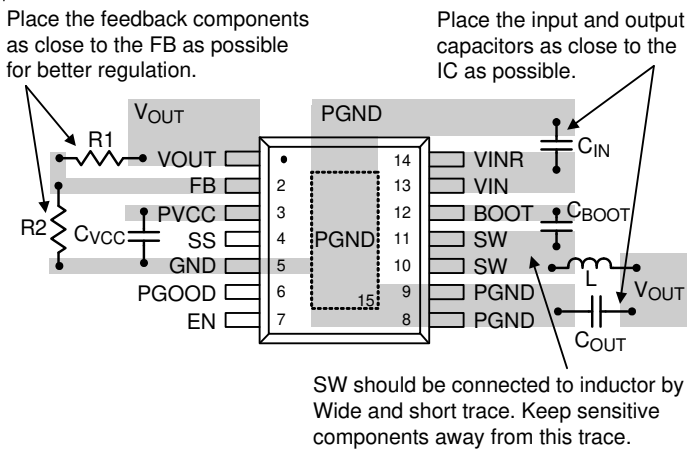 Place the feedback components
as close to the FB as possible
for better regulation.
Place the input and output
capacitors as close to the
IC as possible.
VOUT
PGND
R1
CIN
VOUT
14
VINR
FB
2
13
VIN
PVCC
3
12
BOOT
CBOOT
R2
CVCC
SS
4
PGND
11
SW
GND
5
10
SW
L
PGOOD
6
15
9
PGND
VOUT
EN
7
8
PGND
COUT
SW should be connected to inductor by
Wide and short trace. Keep sensitive
components away from this trace.